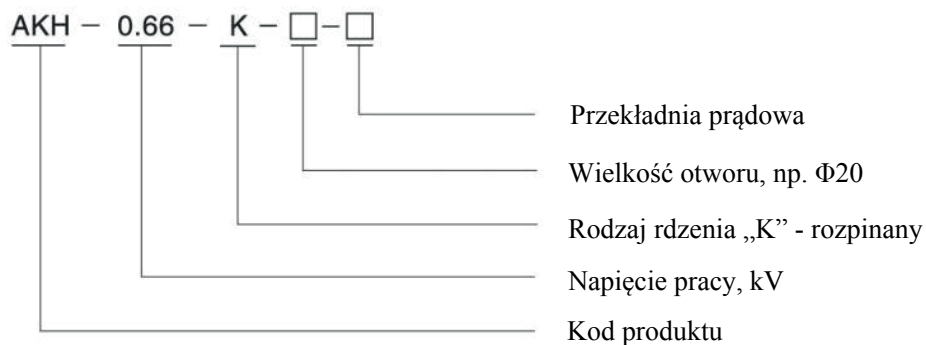 AKH – 0.66 – K – □ – □
Przekładnia prądowa
Wielkość otworu, np. Φ20
Rodzaj rdzenia „K” - rozpinany
Napięcie pracy, kV
Kod produktu